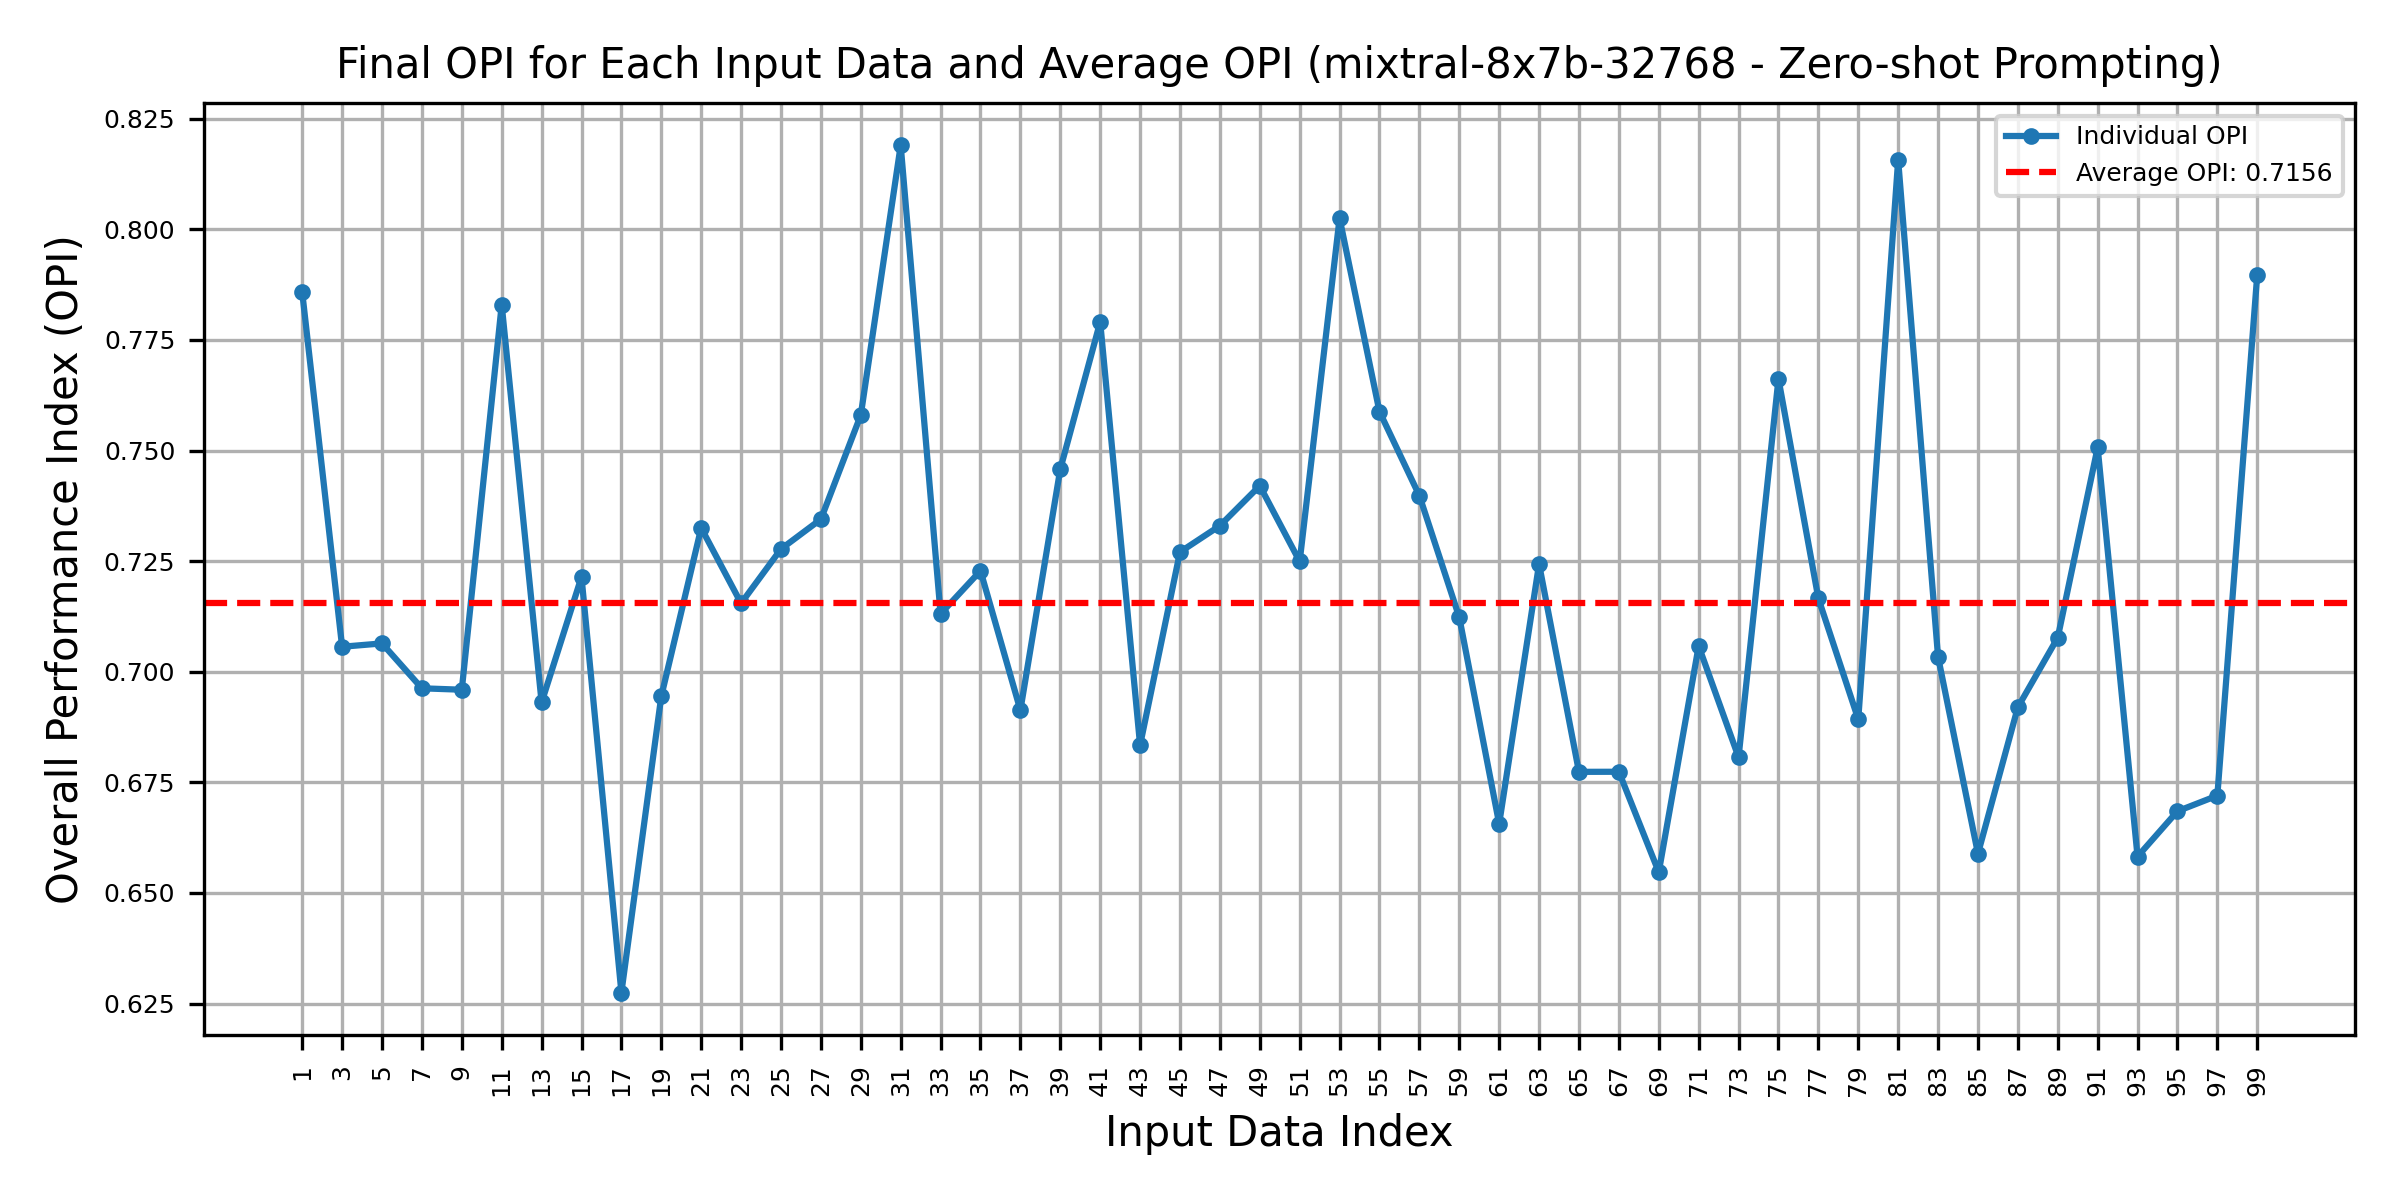 Final OPI for Each Input Data and Average OPI (mixtral-8x7b-32768 - Zero-shot Prompting)
Overall Performance Index (OPI)
0.825
0.800
0.775
0.750
0.725
0.700
0.675
0.650
0.625
Individual OPI
Average OPI: 0.7156
1 3 5 7 9 11 13 15 17 19 21 23 25 27 29 31 33 35 37 39 41 43 45 47 49 51 53 55 57 59 61 63 65 67 69 71 73 75 77 79 81 83 85 87 89 91 93 95 97 99
Input Data Index